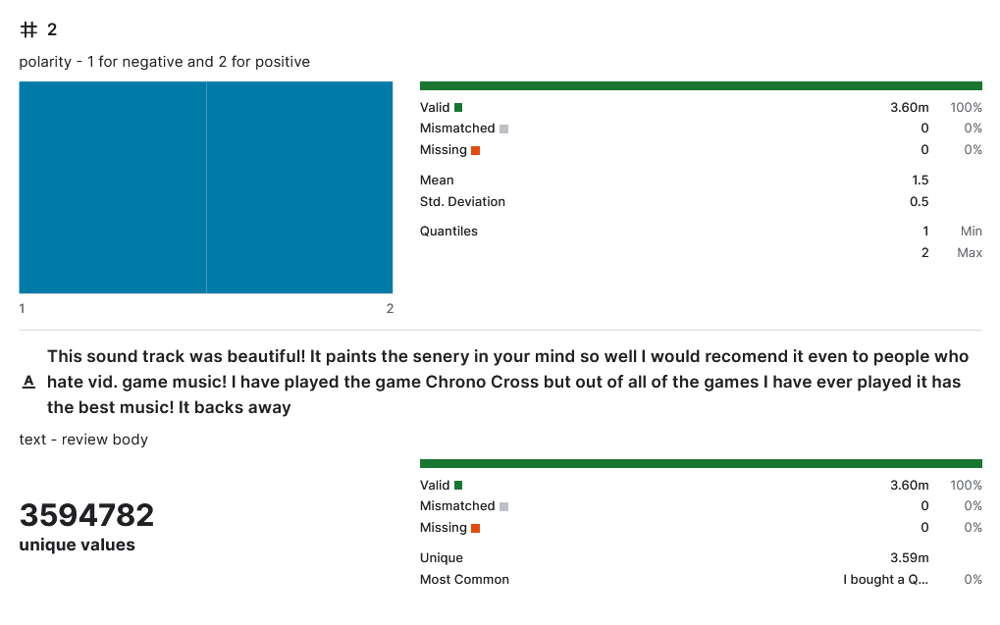 # 2
polarity - 1 for negative and 2 for positive
1 2
Valid 3.60m 100%
Mismatched 0 0%
Missing 0 0%
Mean 1.5
Std. Deviation 0.5
Quantiles 1 Min
2 Max
A This sound track was beautiful! It paints the senery in your mind so well I would recomend it even to people who
hate vid. game music! I have played the game Chrono Cross but out of all of the games I have ever played it has
the best music! It backs away
text - review body
3594782
unique values
Valid 3.60m 100%
Mismatched 0 0%
Missing 0 0%
Unique 3.59m
Most Common I bought a Q... 0%